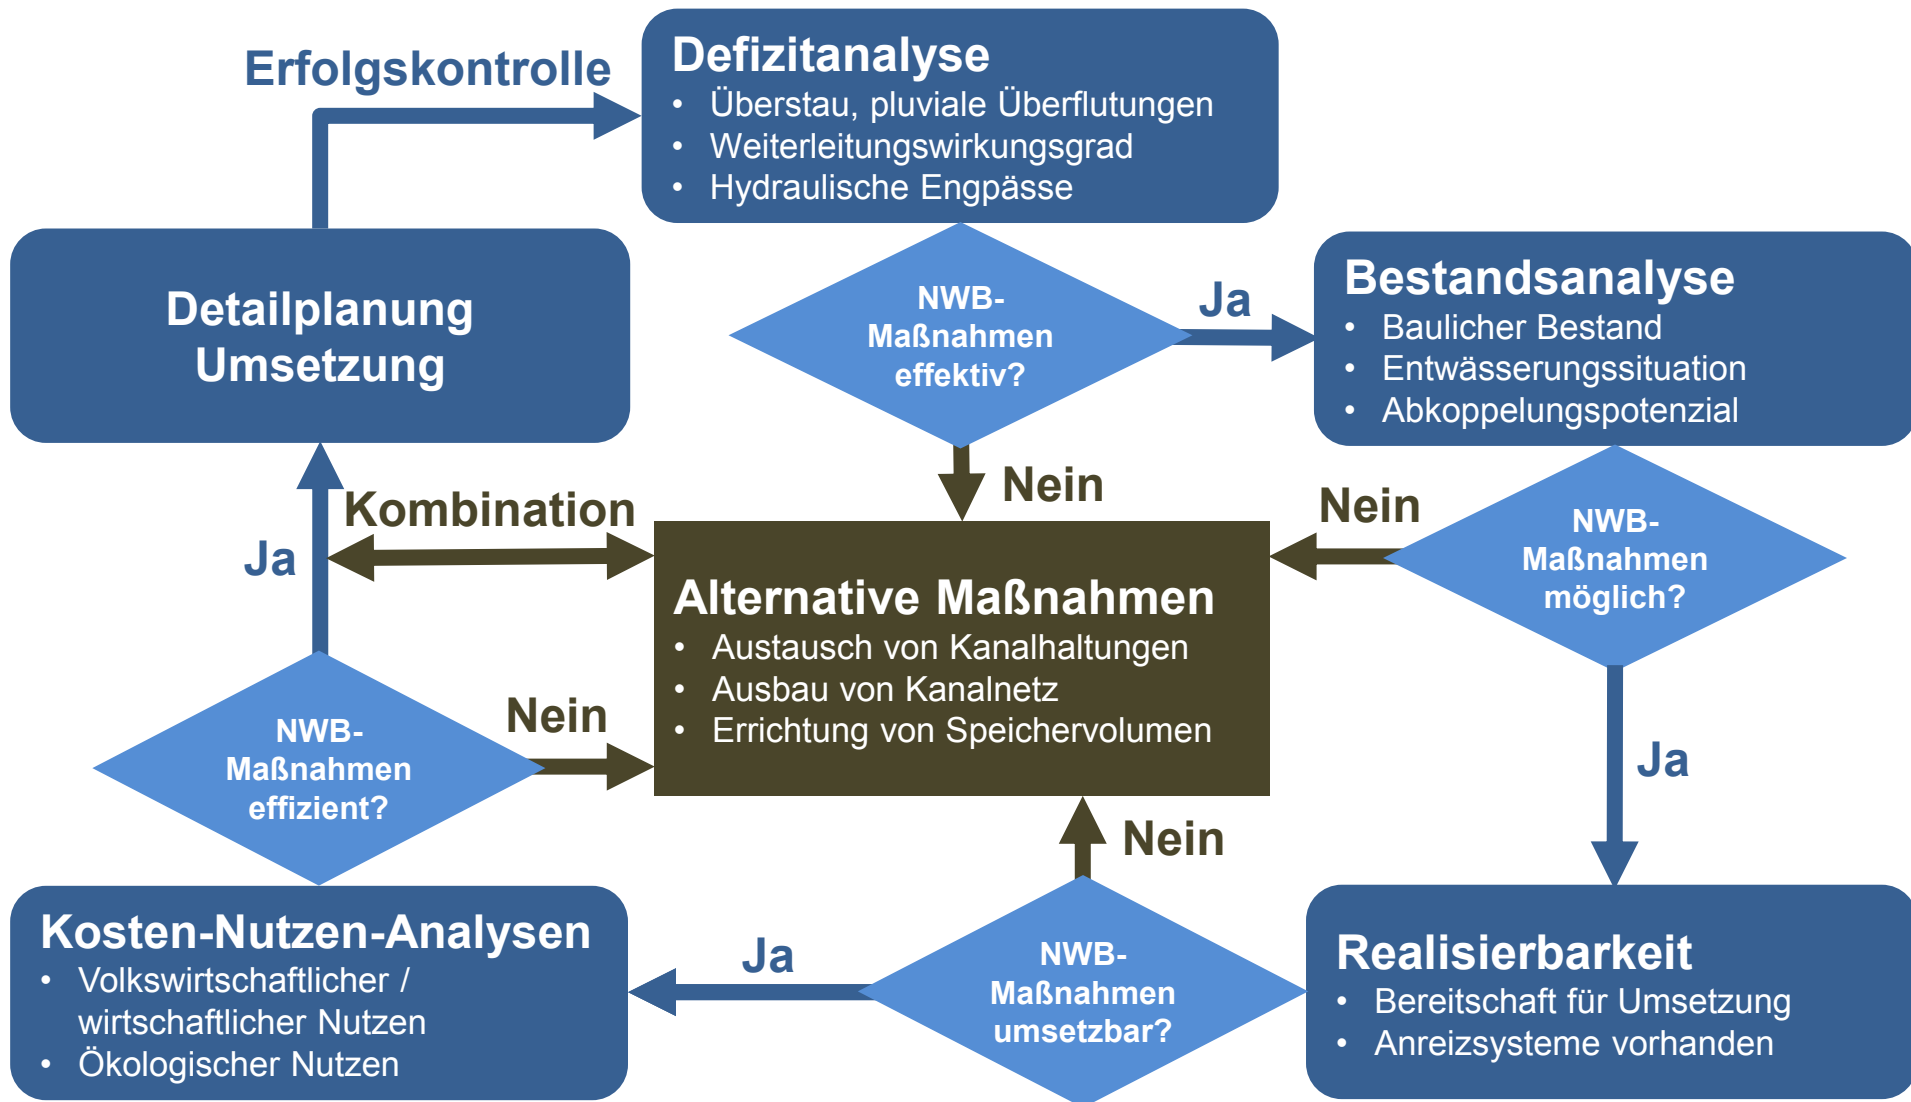 Erfolgskontrolle
Defizitanalyse
• Überstau, pluviale Überflutungen
• Weiterleitungswirkungsgrad
• Hydraulische Engpässe
Detailplanung
Umsetzung
NWB-
Maßnahmen
effektiv?
Ja
Bestandsanalyse
• Baulicher Bestand
• Entwässerungssituation
• Abkoppelungspotenzial
Nein
Kombination
Ja
Nein
NWB-
Maßnahmen
möglich?
Alternative Maßnahmen
• Austausch von Kanalhaltungen
• Ausbau von Kanalnetz
• Errichtung von Speichervolumen
NWB-
Maßnahmen
effizient?
Nein
Ja
Nein
Kosten-Nutzen-Analysen
• Volkswirtschaftlicher /
wirtschaftlicher Nutzen
• Ökologischer Nutzen
Ja
NWB-
Maßnahmen
umsetzbar?
Realisierbarkeit
• Bereitschaft für Umsetzung
• Anreizsysteme vorhanden